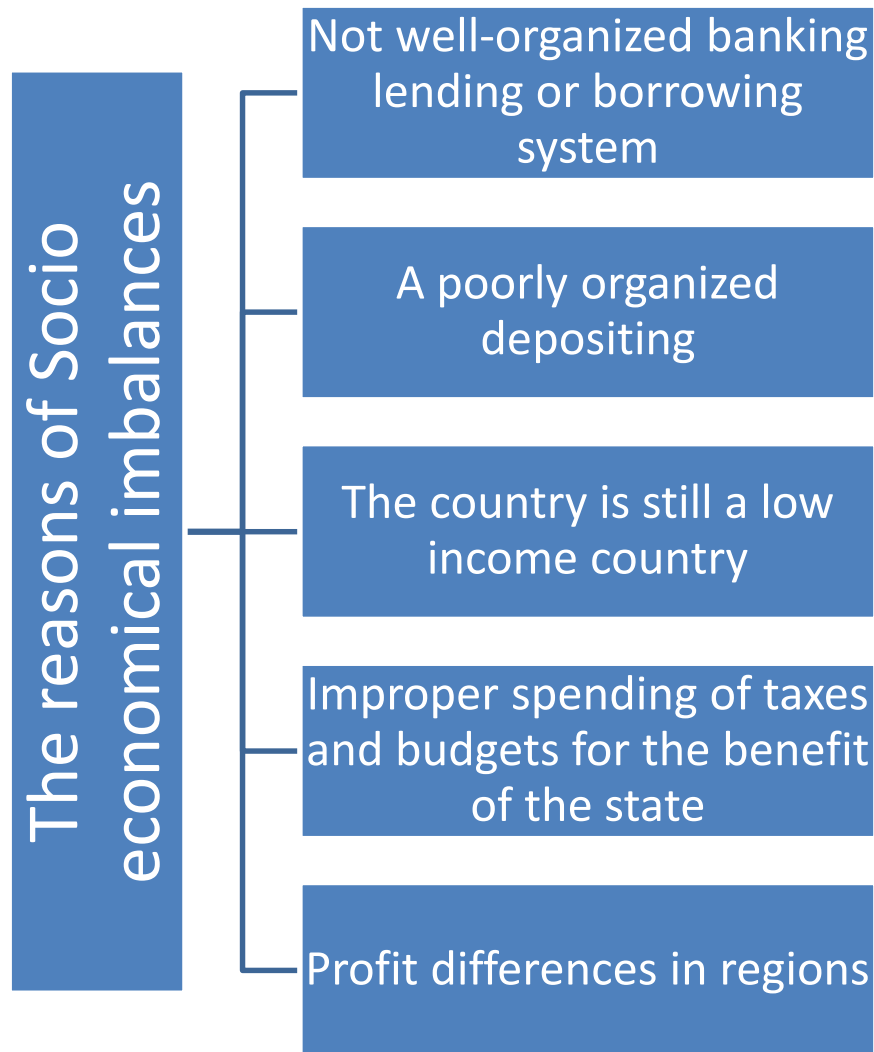 The reasons of Socio
economical imbalances
Not well-organized banking
lending or borrowing
system
A poorly organized
depositing
The country is still a low
income country
Improper spending of taxes
and budgets for the benefit
of the state
Profit differences in regions